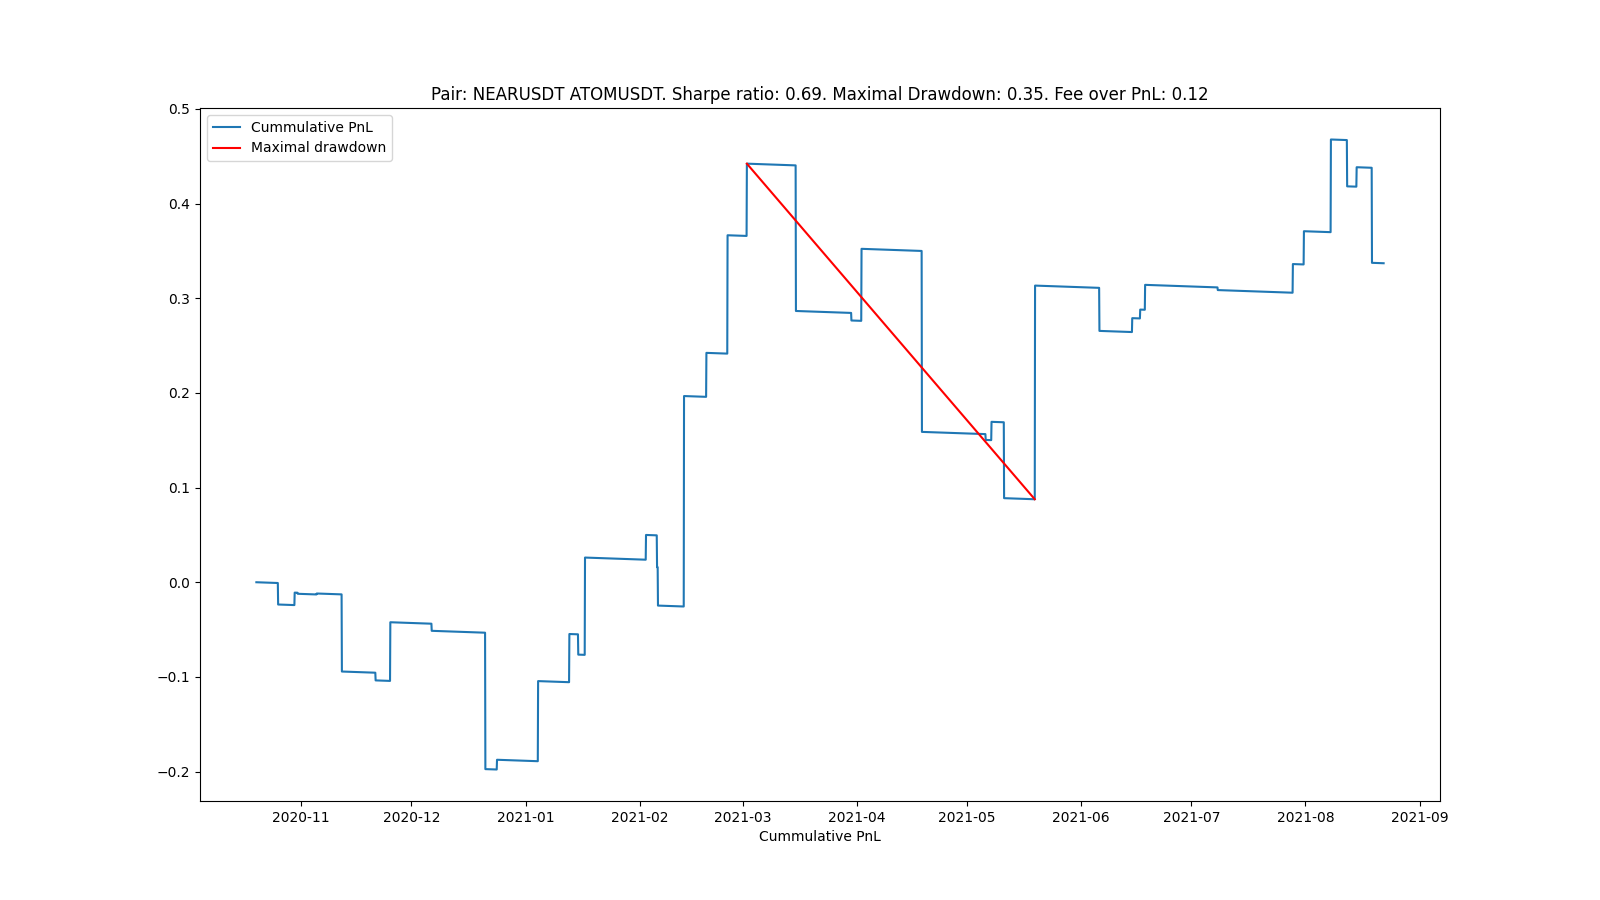 Pair: NEARUSDT ATOMUSDT. Sharpe ratio: 0.69. Maximal Drawdown: 0.35. Fee over PnL: 0.12
Cummulative PnL
Maximal drawdown
0.5
0.4
0.3
0.2
0.1
0.0
−0.1
−0.2
2020-11 2020-12 2021-01 2021-02 2021-03 2021-04 2021-05 2021-06 2021-07 2021-08 2021-09
Cummulative PnL